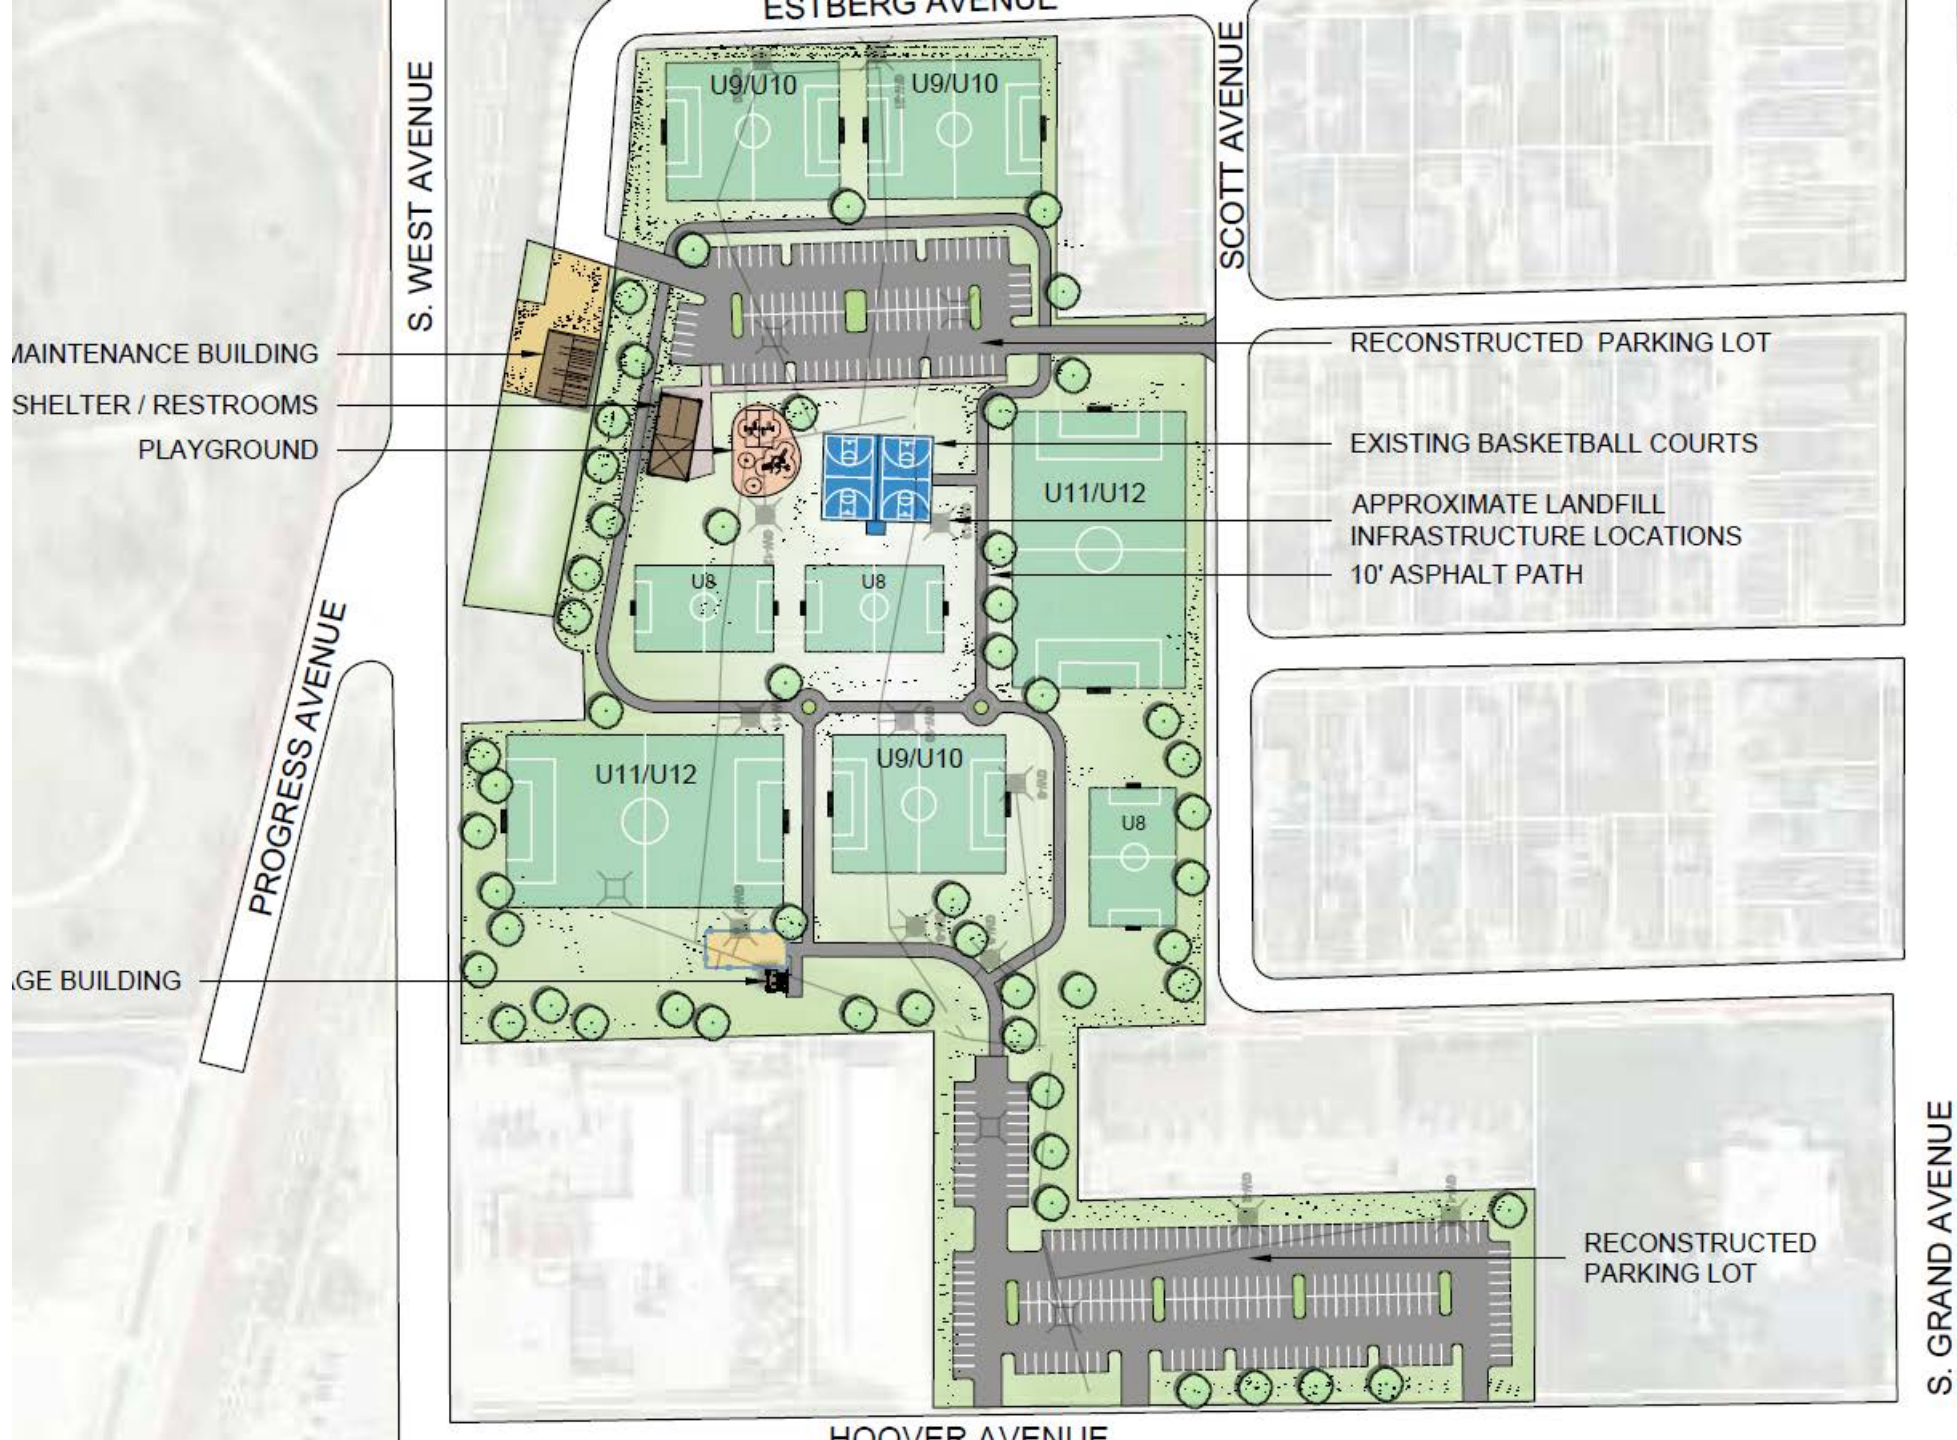 ESTBERG AVENUE
S. WEST AVENUE
SCOTT AVENUE
U9/U10
U9/U10
MAINTENANCE BUILDING
SHELTER / RESTROOMS
PLAYGROUND
RECONSTRUCTED PARKING LOT
EXISTING BASKETBALL COURTS
APPROXIMATE LANDFILL
INFRASTRUCTURE LOCATIONS
10' ASPHALT PATH
U11/U12
U8
U8
PROGRESS AVENUE
U11/U12
U9/U10
U8
AGE BUILDING
RECONSTRUCTED
PARKING LOT
S. GRAND AVENUE
HOOVER AVENUE